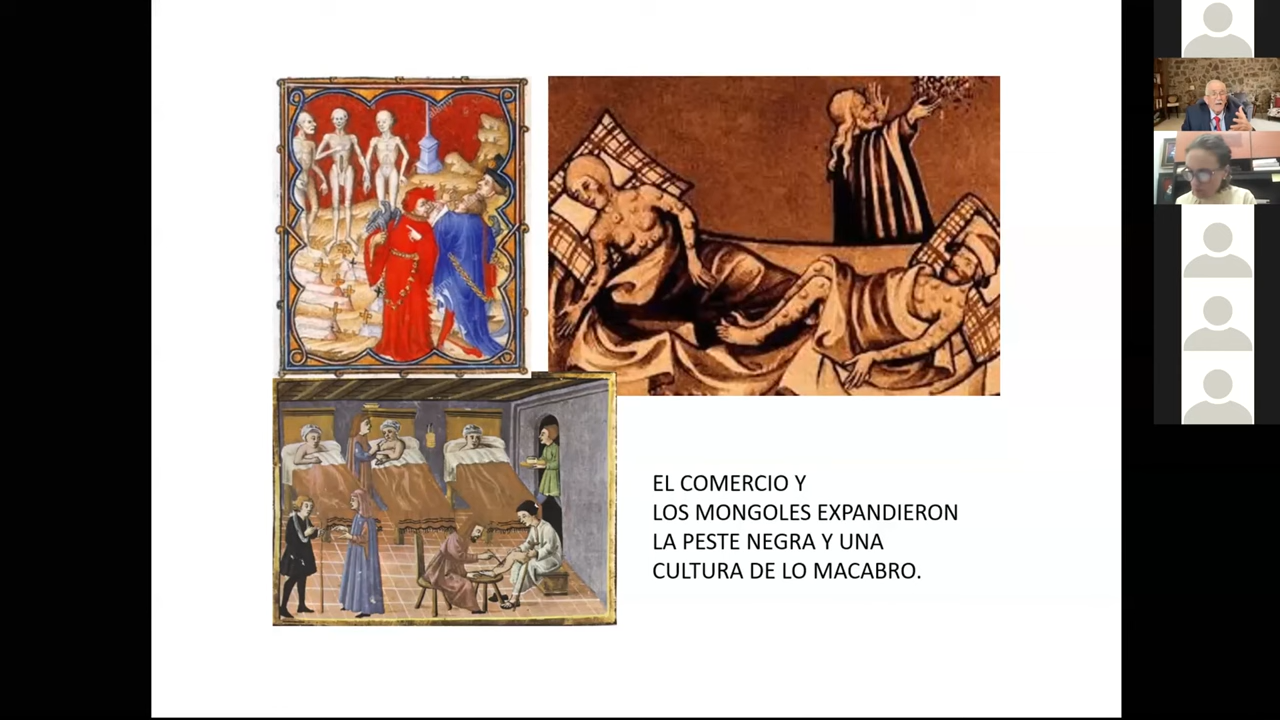 EL COMERCIO Y
LOS MONGOLES EXPANDIERON
LA PESTE NEGRA Y UNA
CULTURA DE LO MACABRO.